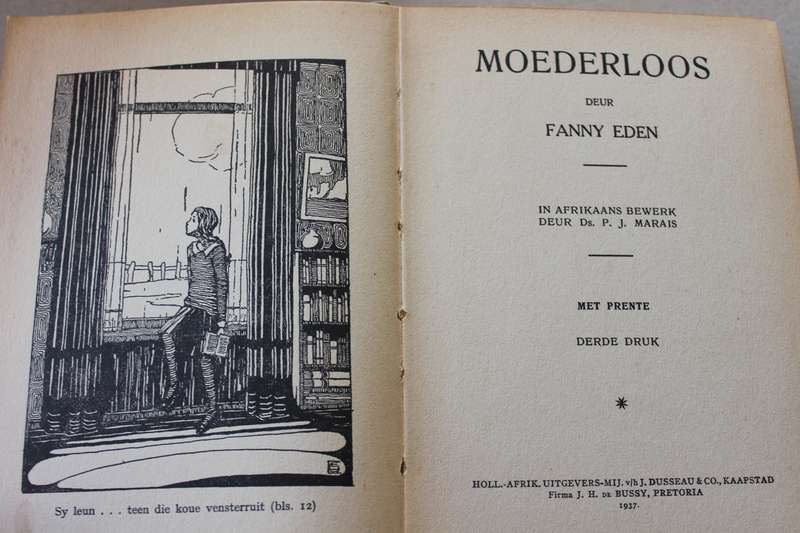 Sy leun . . . teen die koue vensterruit (bls. 12)
MOEDERLOOS
DEUR
FANNY EDEN
IN AFRIKAANS BEWERK
DEUR Ds. P. J. MARAIS
MET PRENTE
DERDE DRUK
HOLL.-AFRIK. UITGEVERS-MIJ. v/h J. DUSSEAU & CO., KAAPSTAD
Firma J. H. DE BUSSY, PRETORIA
1937.